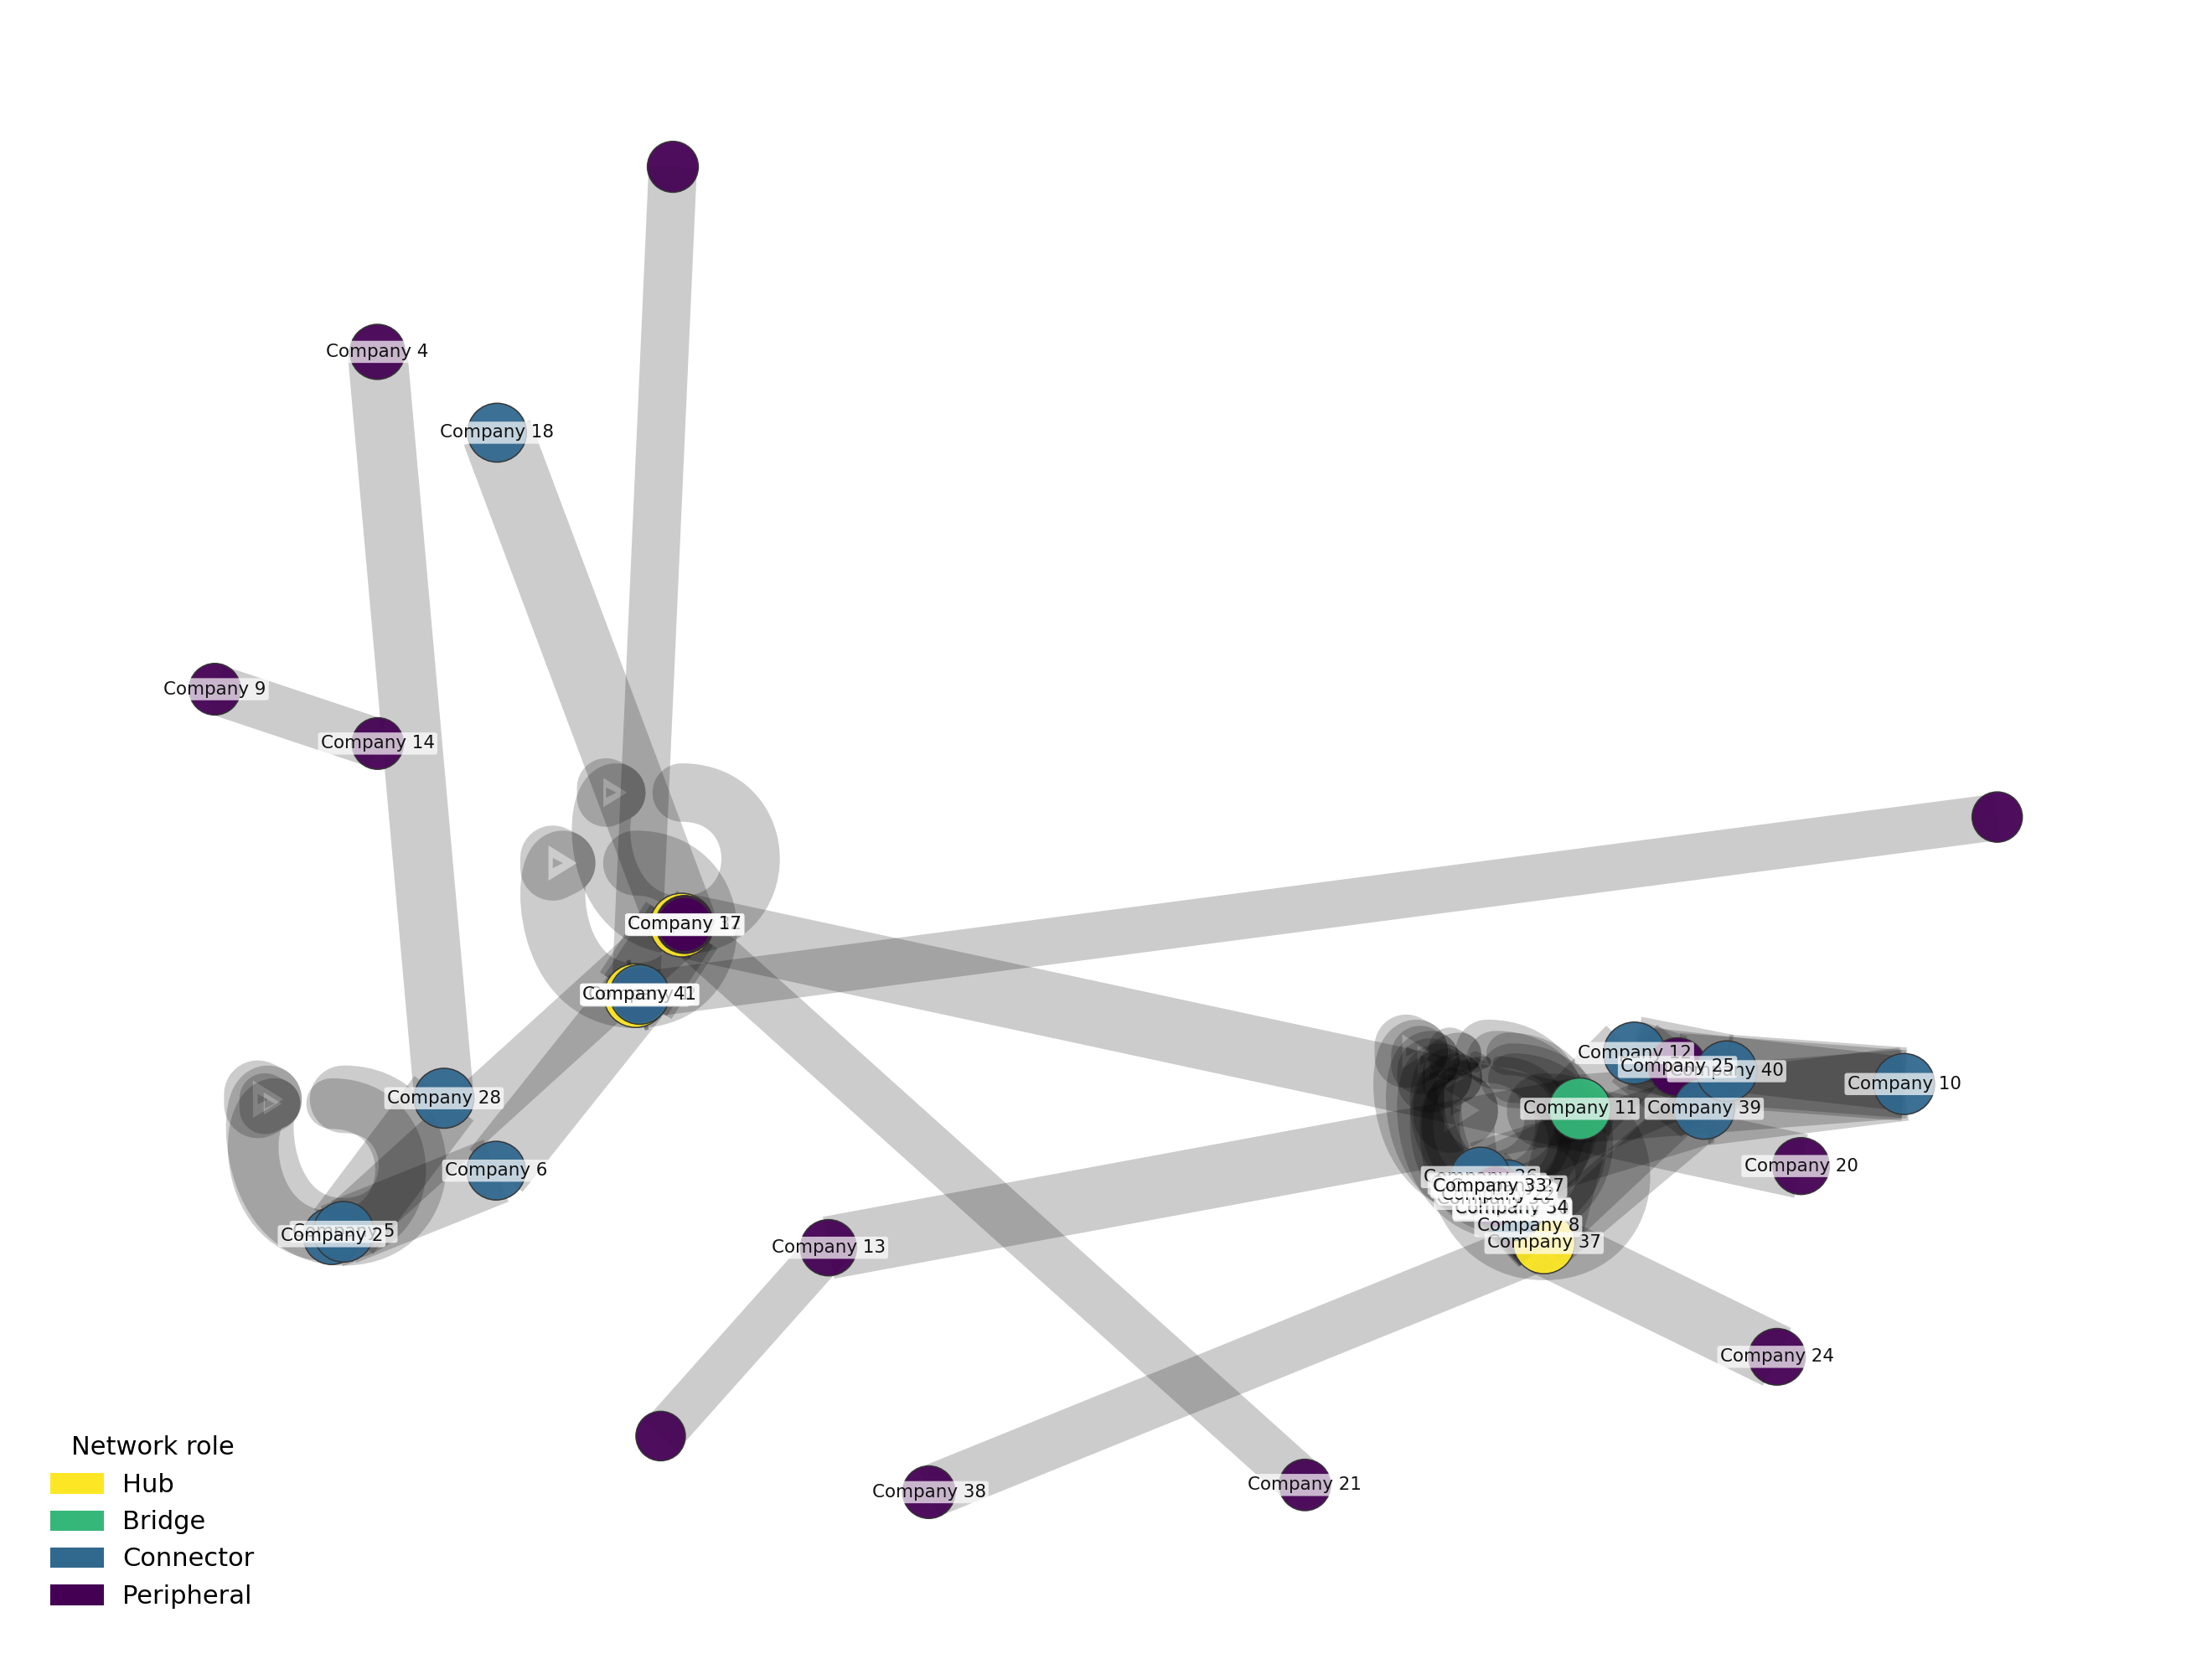 Company 4
Company 18
Company 9
Company 14
Company 17
Company 41
Company 12
Company 25
Company 40
Company 10
Company 28
Company 11
Company 39
Company 6
Company 20
Company 33
Company 34
Company 8
Company 2
Company 37
Company 13
Company 24
Company 21
Company 38
Network role
Hub
Bridge
Connector
Peripheral